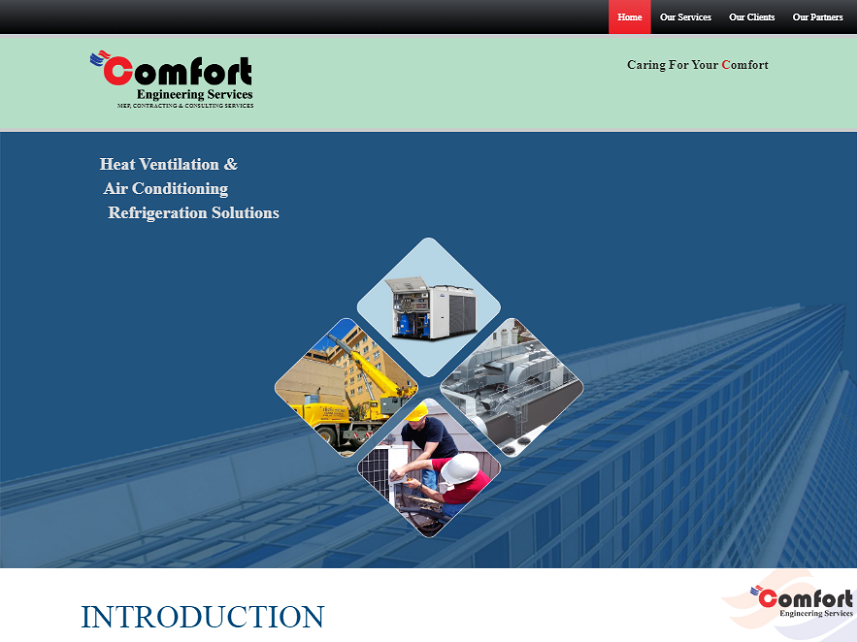 Home Our Services Our Clients Our Partners
Comfort
Engineering Services
MEP, CONTRACTING & CONSULTING SERVICES
Caring For Your Comfort
Heat Ventilation &
Air Conditioning
Refrigeration Solutions
INTRODUCTION
Comfort
Engineering Services